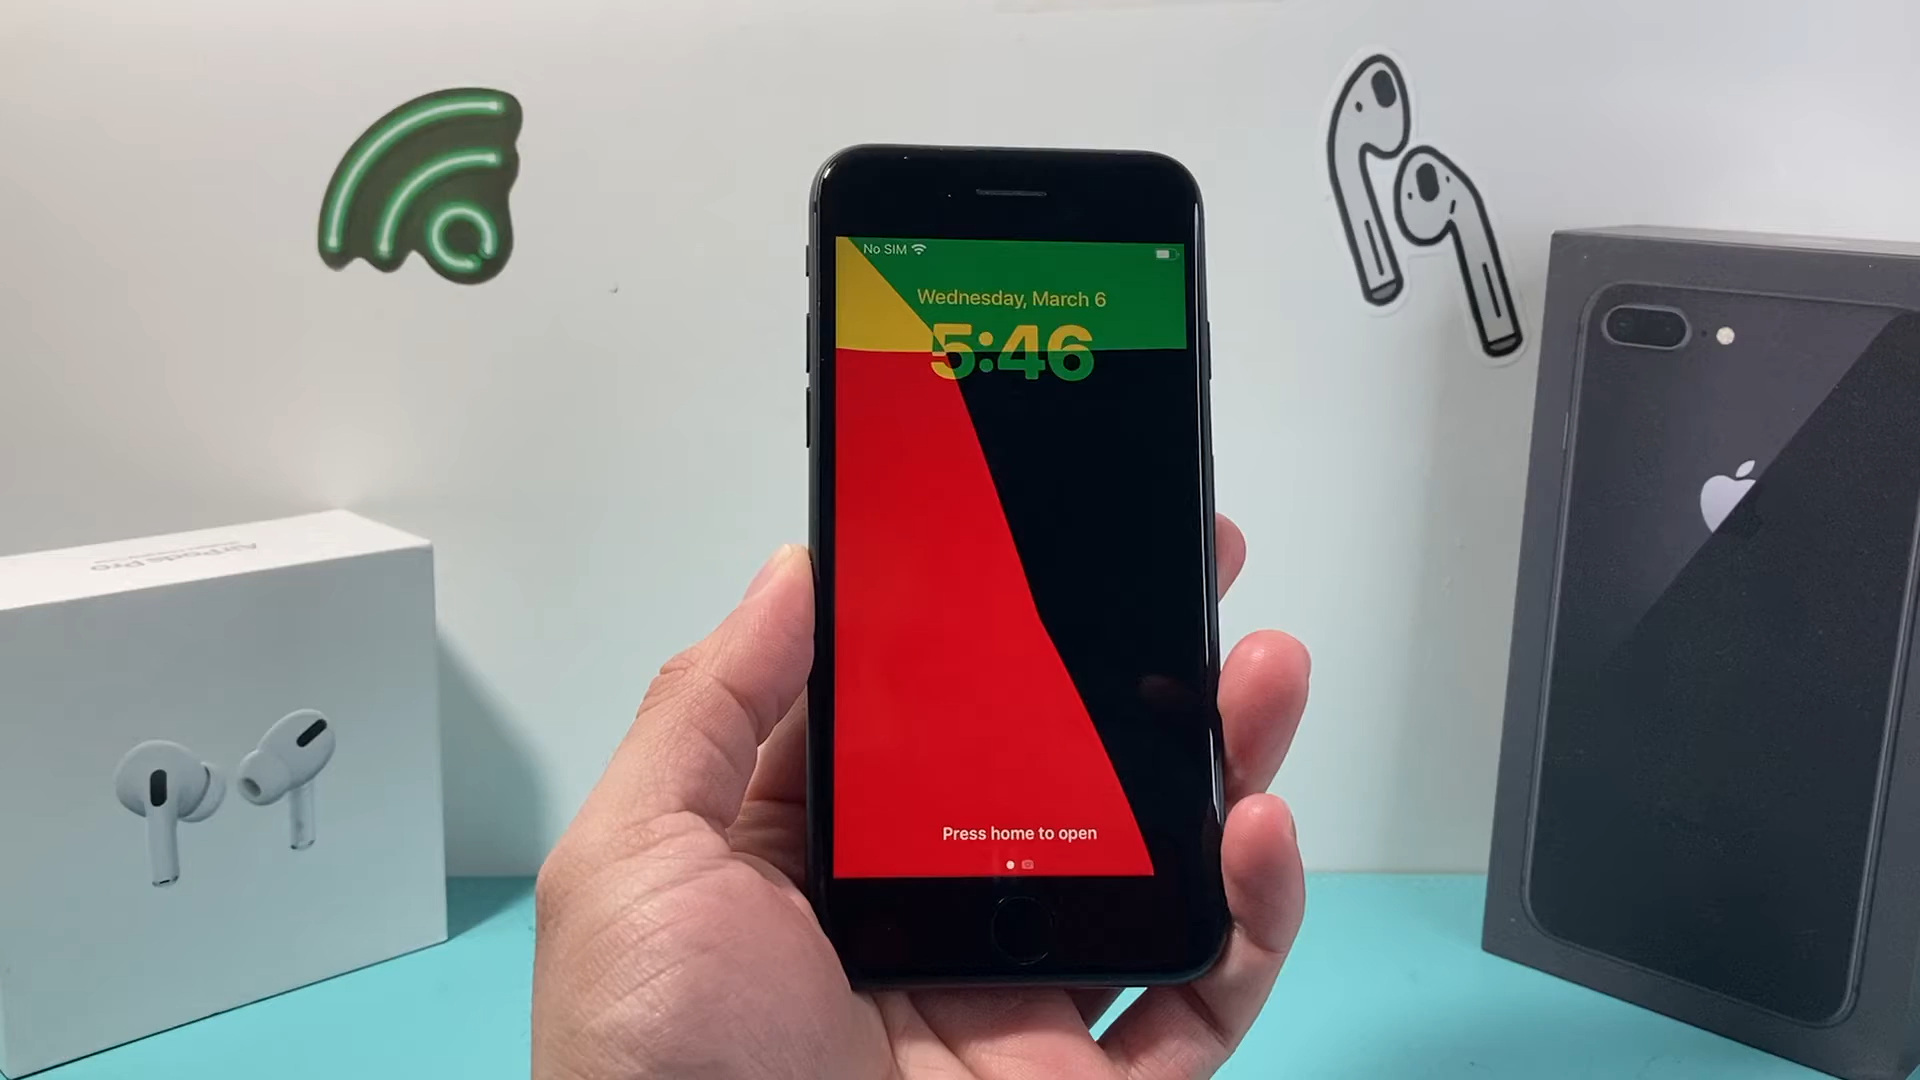 No SIM
Wednesday, March 6
5:46
Press home to open
AirPods Pro